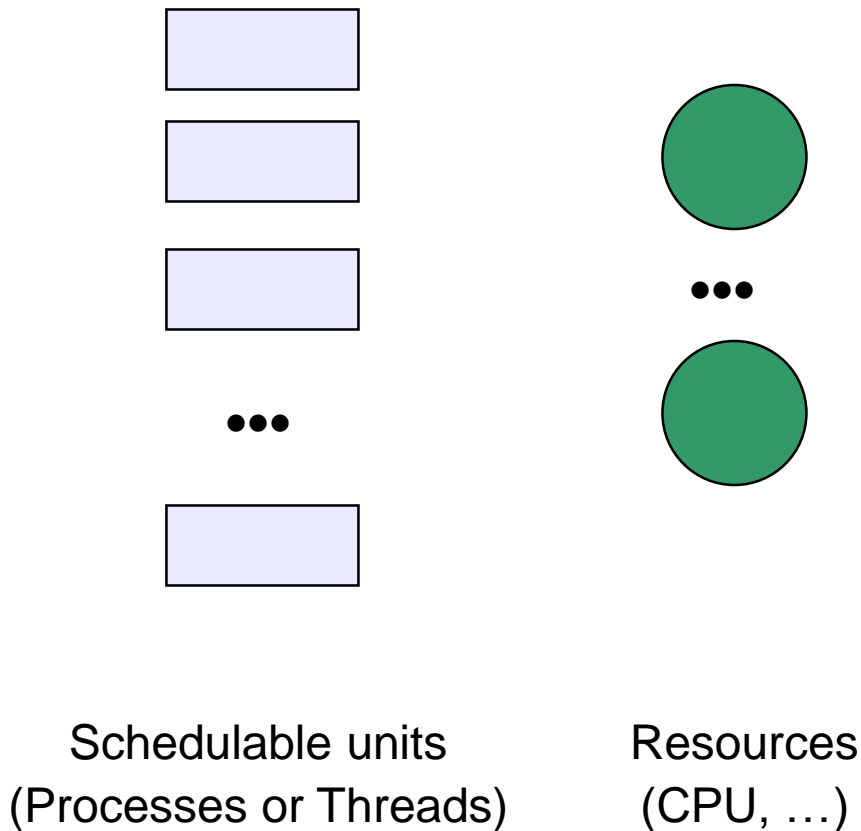 •••
•••
Schedulable units
(Processes or Threads)
Resources
(CPU, …)